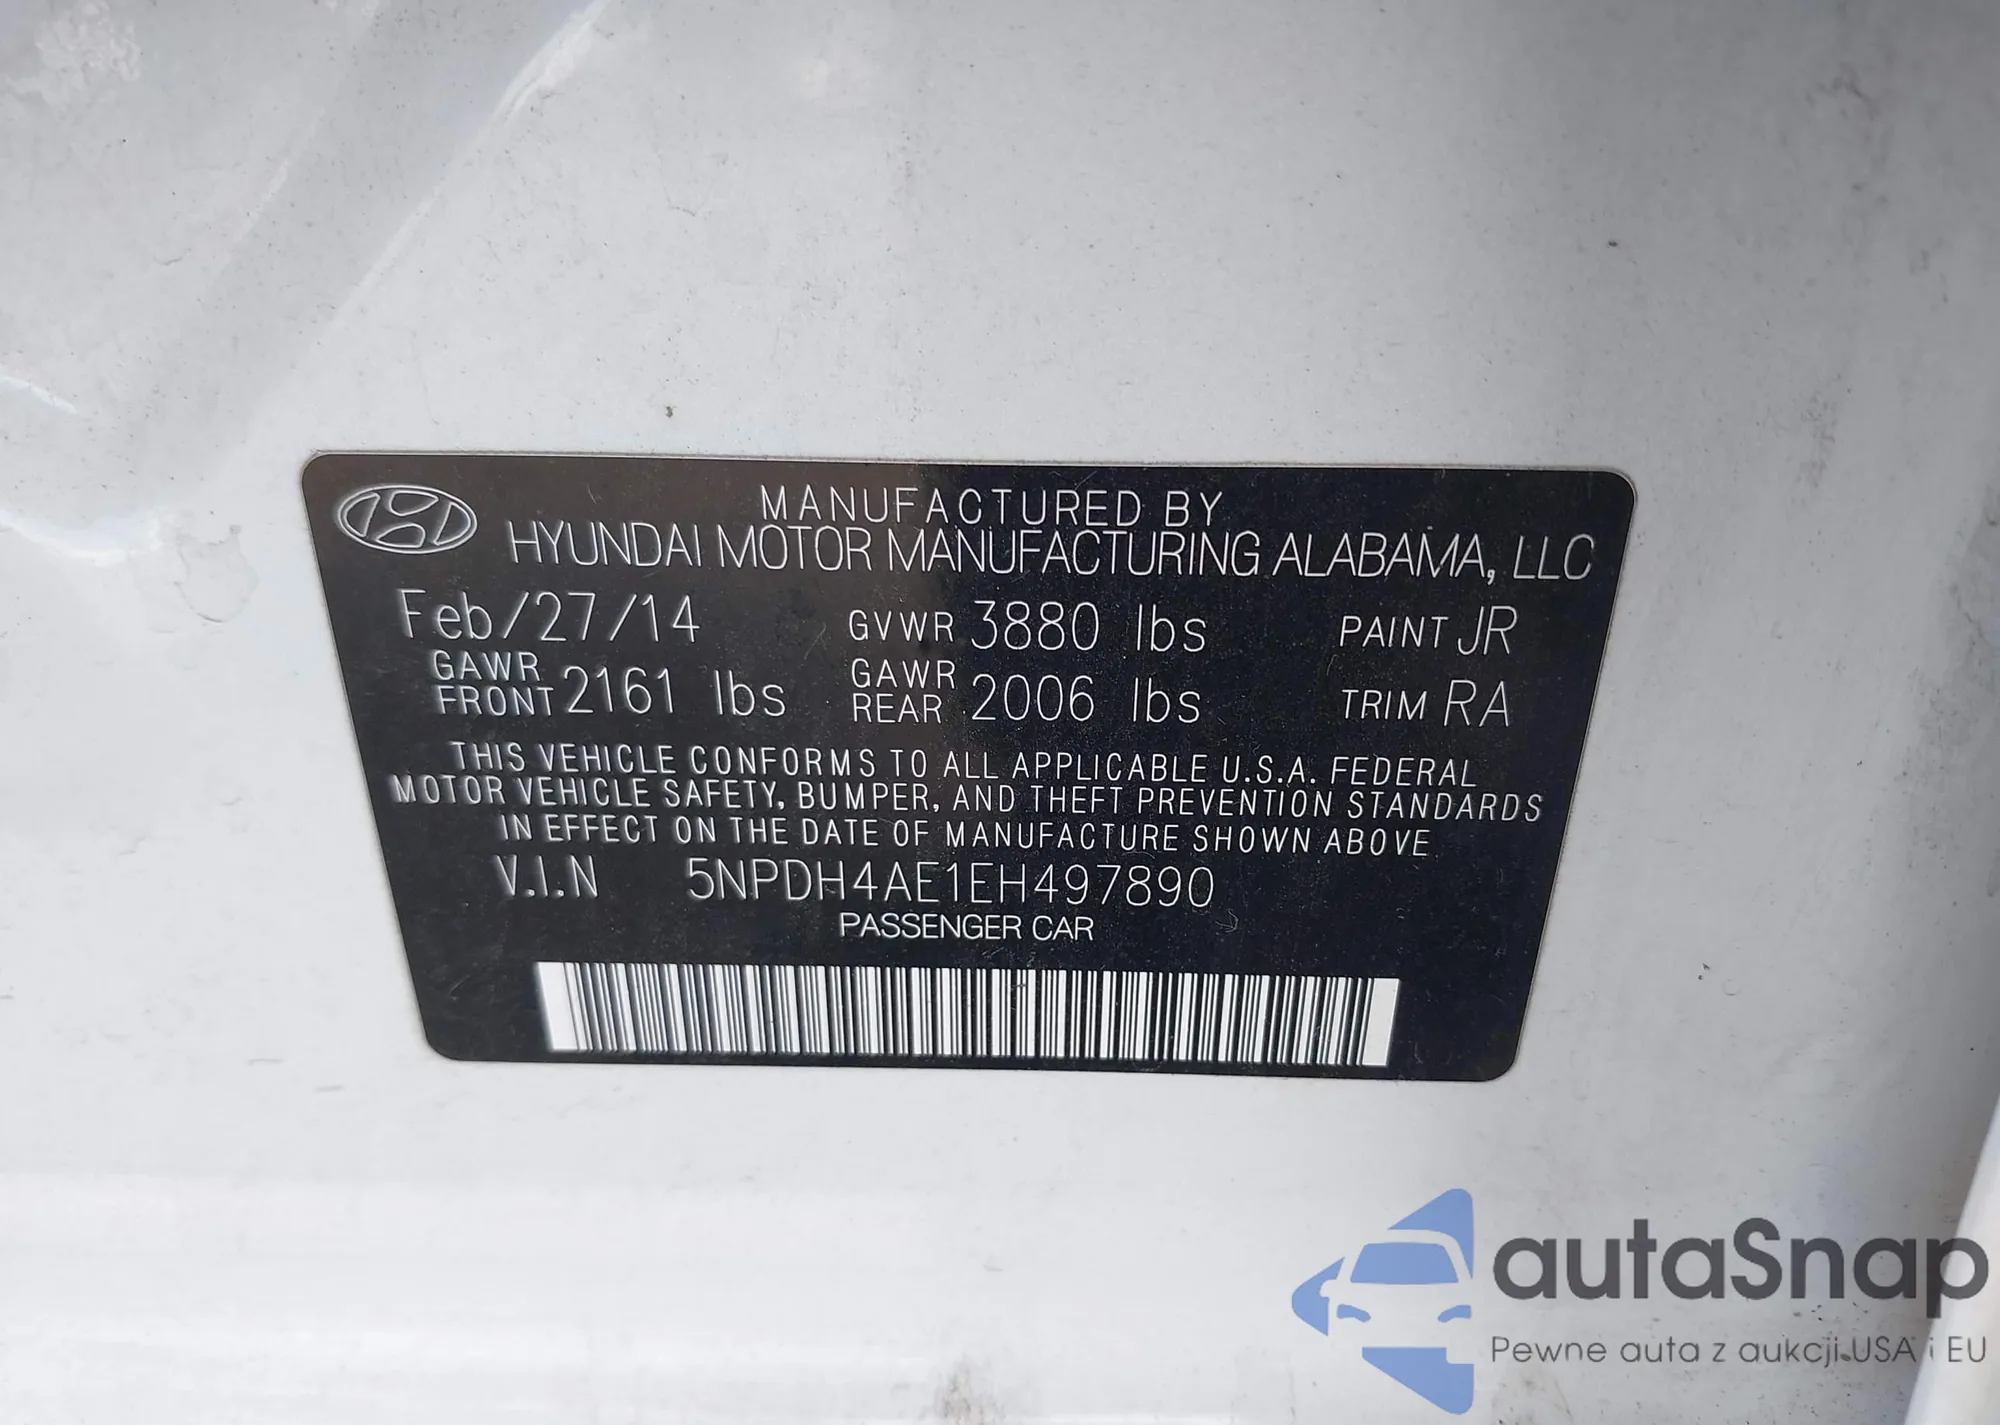 MANUFACTURED BY
HYUNDAI MOTOR MANUFACTURING ALABAMA, LLC
Feb/27/14 GVWR 3880 lbs PAINT JR
GAWR FRONT 2161 lbs GAWR REAR 2006 lbs TRIM RA
THIS VEHICLE CONFORMS TO ALL APPLICABLE U.S.A. FEDERAL
MOTOR VEHICLE SAFETY, BUMPER, AND THEFT PREVENTION STANDARDS
IN EFFECT ON THE DATE OF MANUFACTURE SHOWN ABOVE
V.I.N 5NPDH4AE1EH497890
PASSENGER CAR
autaSnap
Pewne auta z aukcji USA i EU